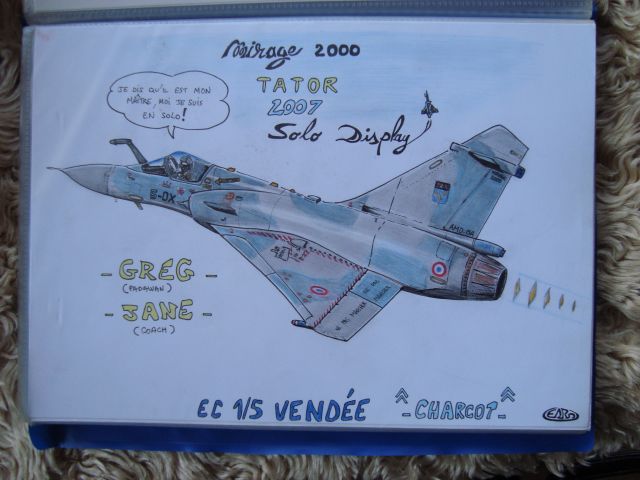 Mirage 2000
TATOR
2007
Solo Display
JE DIS QU'IL EST MON
MAÎTRE, MOI JE SUIS
EN SOLO!
E-OX
- GREG -
(PADAWAN)
- JANE -
(COACH)
EC 1/5 VENDÉE
- CHARCOT -